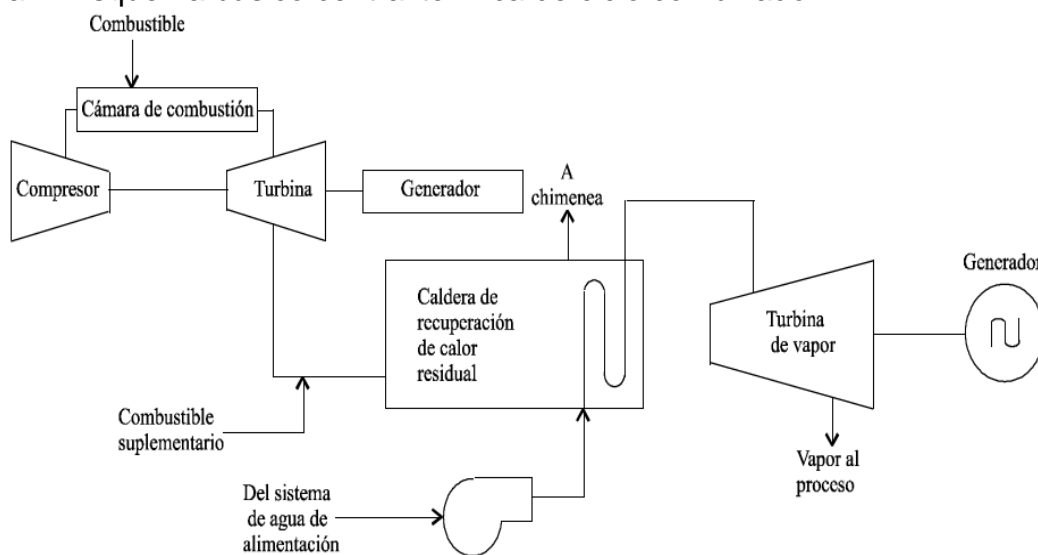 Combustible
Cámara de combustión
Compresor
Turbina
Generador
A
chimenea
Caldera de
recuperación
de calor
residual
Turbina
de vapor
Generador
Combustible
suplementario
Vapor al
proceso
Del sistema
de agua de
alimentación